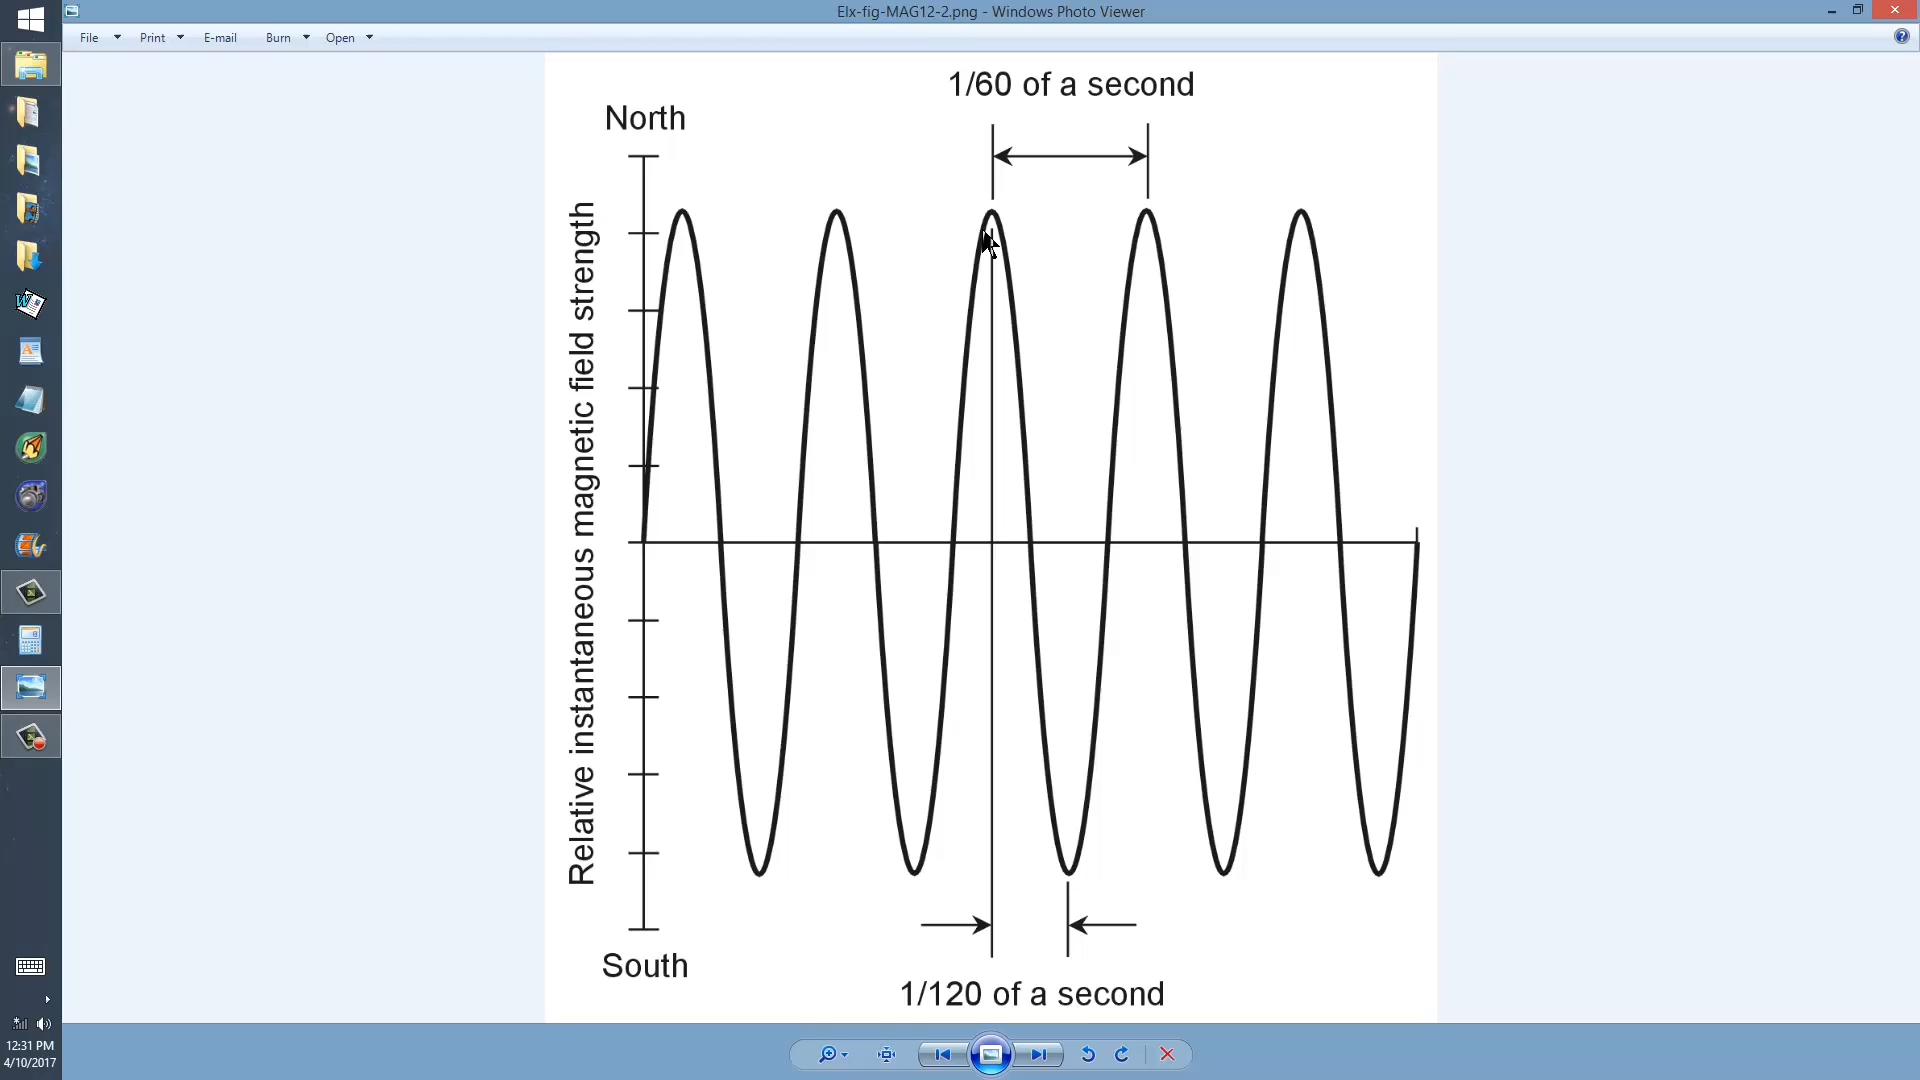 Elx-fig-MAG12-2.png - Windows Photo Viewer
File Print E-mail Burn Open
1/60 of a second
North
Relative instantaneous magnetic field strength
South
1/120 of a second
12:31 PM
4/10/2017